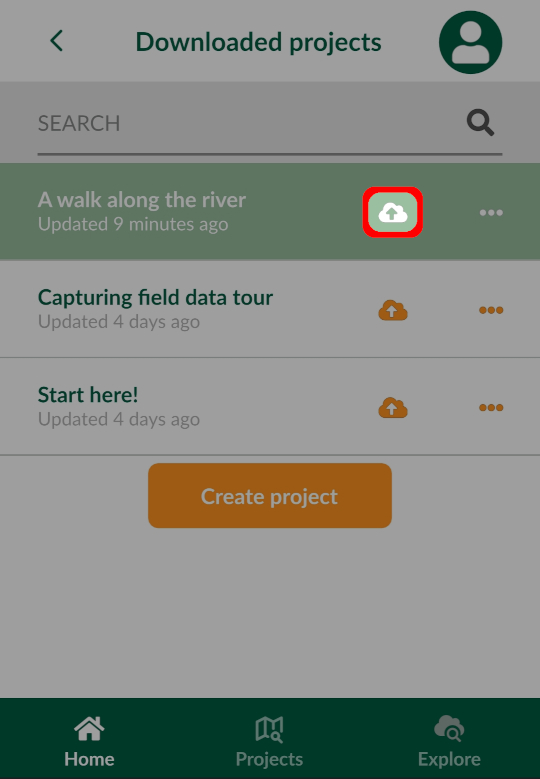 Downloaded projects
SEARCH
A walk along the river
Updated 9 minutes ago
Capturing field data tour
Updated 4 days ago
Start here!
Updated 4 days ago
Create project
Home
Projects
Explore